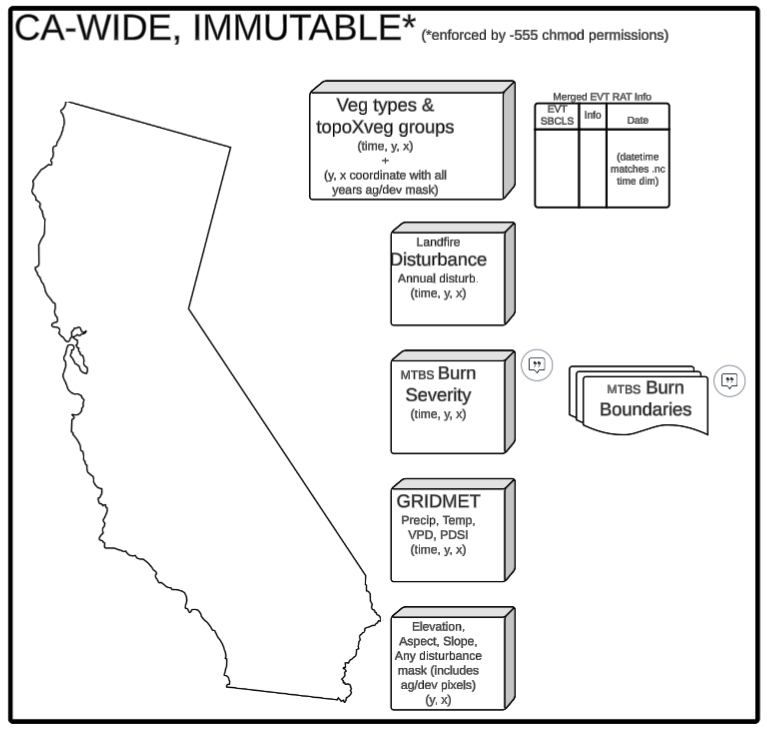 CA-WIDE, IMMUTABLE* (*enforced by -555 chmod permissions)
Veg types &
topoXveg groups
(time, y, x)
+
(y, x coordinate with all
years ag/dev mask)
Merged EVT RAT Info
EVT
SBCLS
Info
Date
(datetime
matches .nc
time dim)
Landfire
Disturbance
Annual disturb.
(time, y, x)
MTBS Burn
Severity
(time, y, x)
MTBS Burn
Boundaries
GRIDMET
Precip, Temp,
VPD, PDSI
(time, y, x)
Elevation,
Aspect, Slope,
Any disturbance
mask (includes
ag/dev pixels)
(y, x)